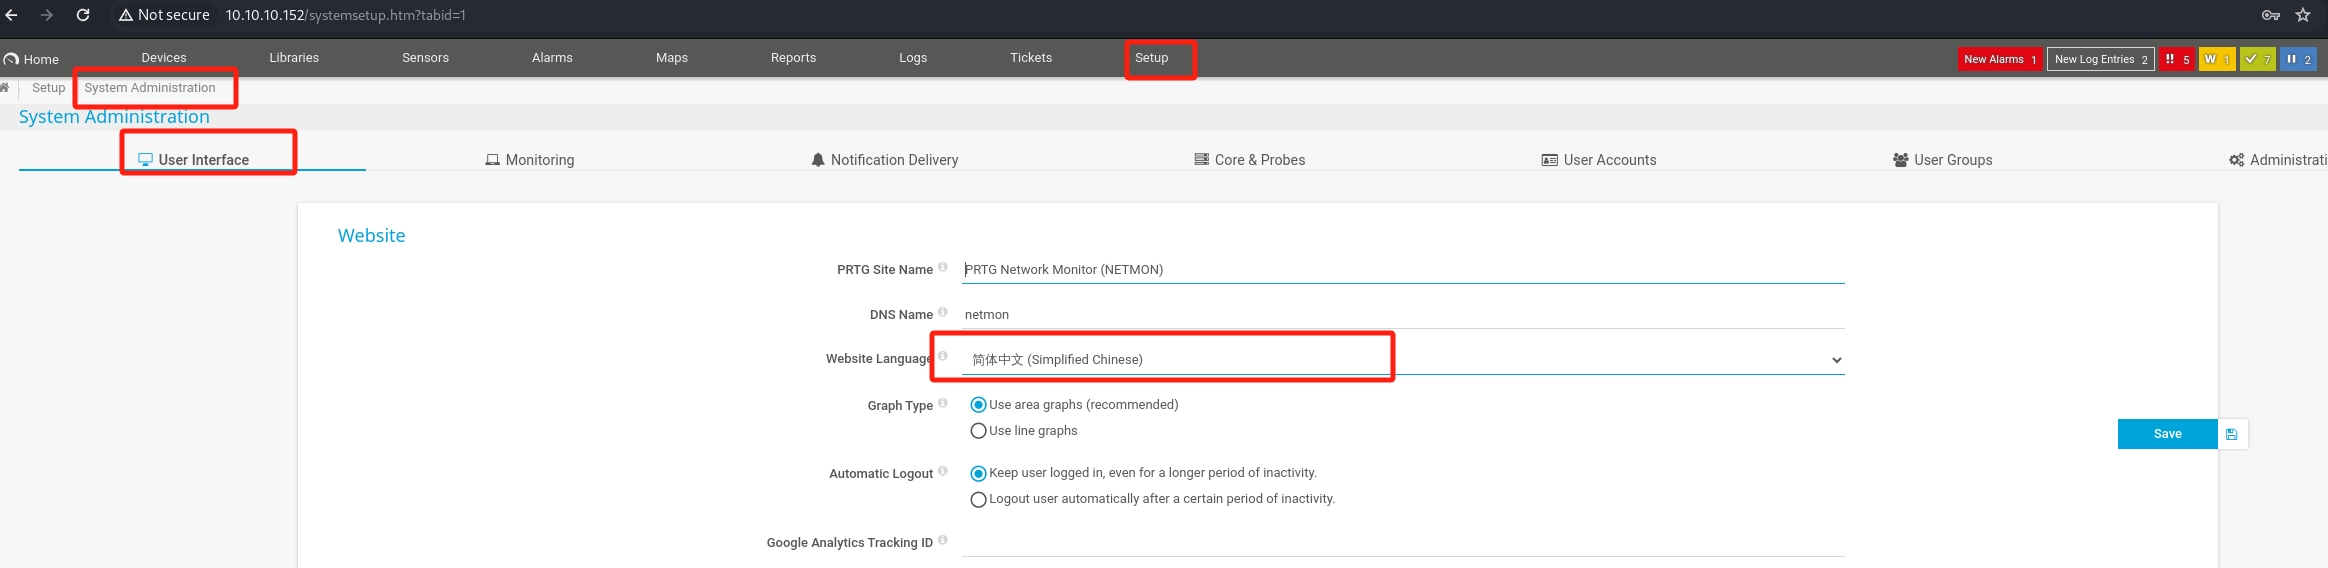 Not secure 10.10.10.152/systemsetup.htm?tabid=1
Home Devices Libraries Sensors Alarms Maps Reports Logs Tickets Setup New Alarms 1 New Log Entries 2 !! 5 W 1 7 2
Setup System Administration
System Administration
User Interface Monitoring Notification Delivery Core & Probes User Accounts User Groups Administrati
Website
PRTG Site Name PRTG Network Monitor (NETMON)
DNS Name netmon
Website Language 简体中文 (Simplified Chinese)
Graph Type Use area graphs (recommended)
Use line graphs
Save
Automatic Logout Keep user logged in, even for a longer period of inactivity.
Logout user automatically after a certain period of inactivity.
Google Analytics Tracking ID